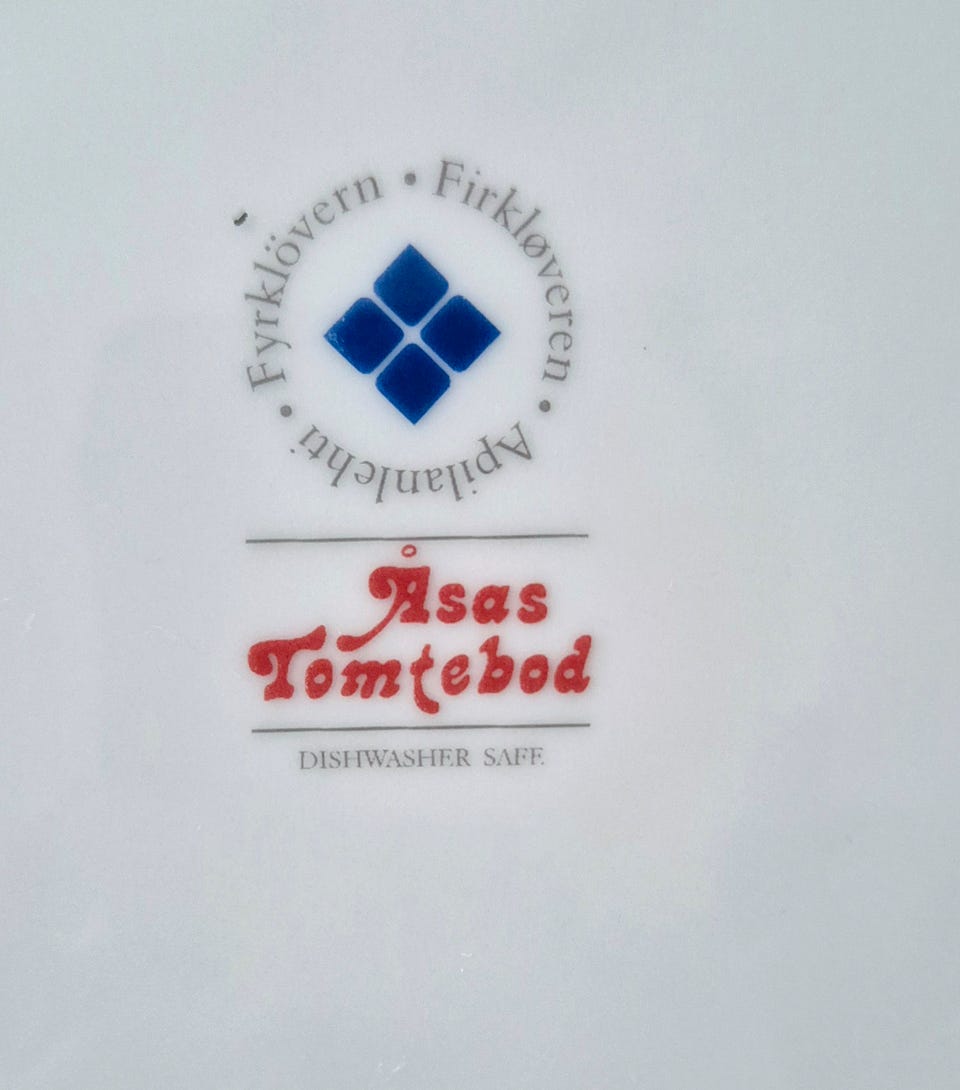 Fyrklövern • Firkløveren • Apilanlehti •
Åsas
Tomtebod
DISHWASHER SAFE